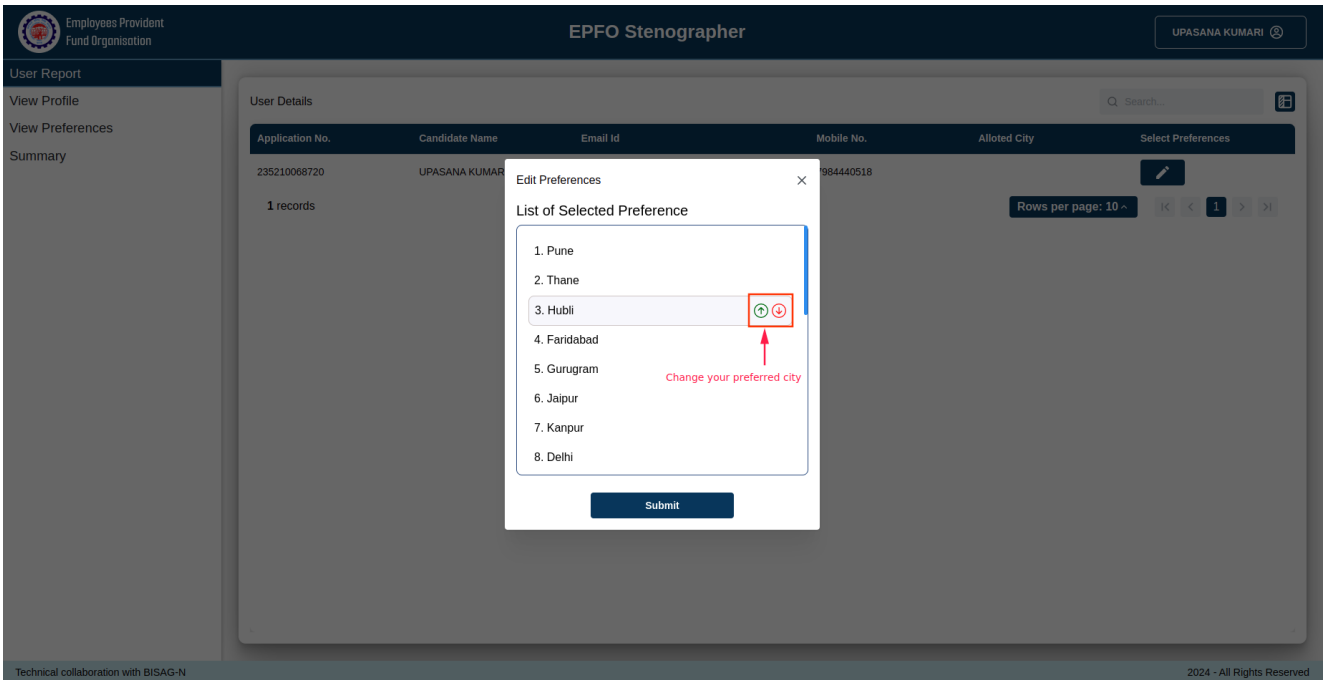 Employees Provident
Fund Organisation
EPFO Stenographer
UPASANA KUMARI
User Report
View Profile
View Preferences
Summary
User Details
Search...
Application No. Candidate Name Email Id Mobile No. Alloted City Select Preferences
235210068720 UPASANA KUMAR 984440518
1 records
Rows per page: 10
1
Edit Preferences
List of Selected Preference
1. Pune
2. Thane
3. Hubli
4. Faridabad
5. Gurugram
Change your preferred city
6. Jaipur
7. Kanpur
8. Delhi
Submit
Technical collaboration with BISAG-N
2024 - All Rights Reserved